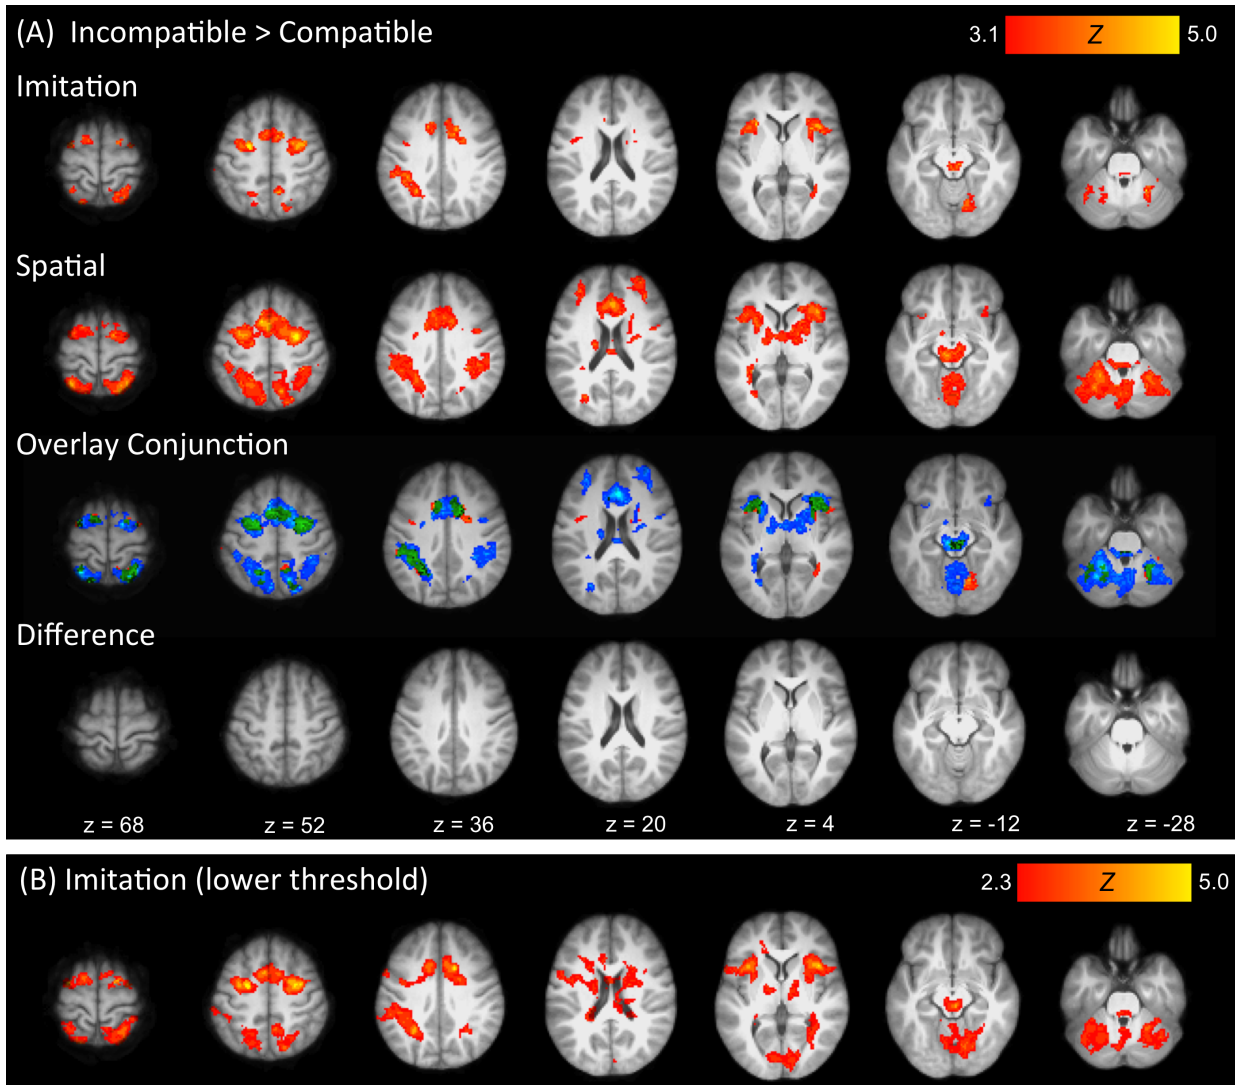 (A) Incompatible > Compatible
3.1 Z 5.0
Imitation
Spatial
Overlay Conjunction
Difference
z = 68 z = 52 z = 36 z = 20 z = 4 z = -12 z = -28
(B) Imitation (lower threshold)
2.3 Z 5.0